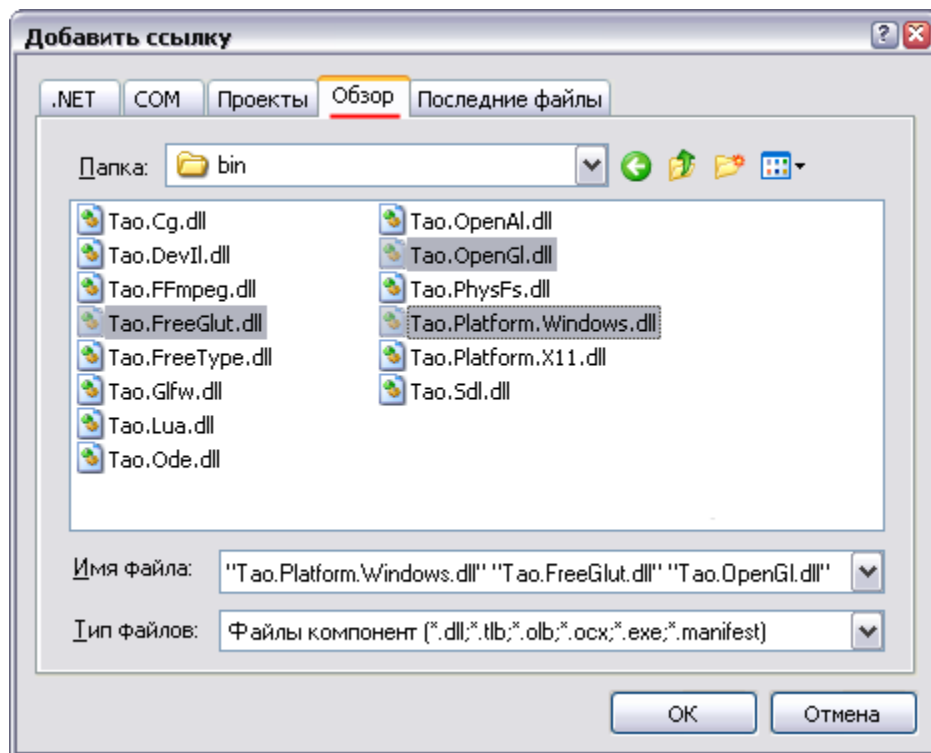 Добавить ссылку
.NET COM Проекты Обзор Последние файлы
Папка: bin
Tao.Cg.dll
Tao.DevIl.dll
Tao.FFmpeg.dll
Tao.FreeGlut.dll
Tao.FreeType.dll
Tao.Glfw.dll
Tao.Lua.dll
Tao.Ode.dll
Tao.OpenAl.dll
Tao.OpenGl.dll
Tao.PhysFs.dll
Tao.Platform.Windows.dll
Tao.Platform.X11.dll
Tao.Sdl.dll
Имя файла: "Tao.Platform.Windows.dll" "Tao.FreeGlut.dll" "Tao.OpenGl.dll"
Тип файлов: Файлы компонент (*.dll;*.tlb;*.olb;*.ocx;*.exe;*.manifest)
ОК Отмена